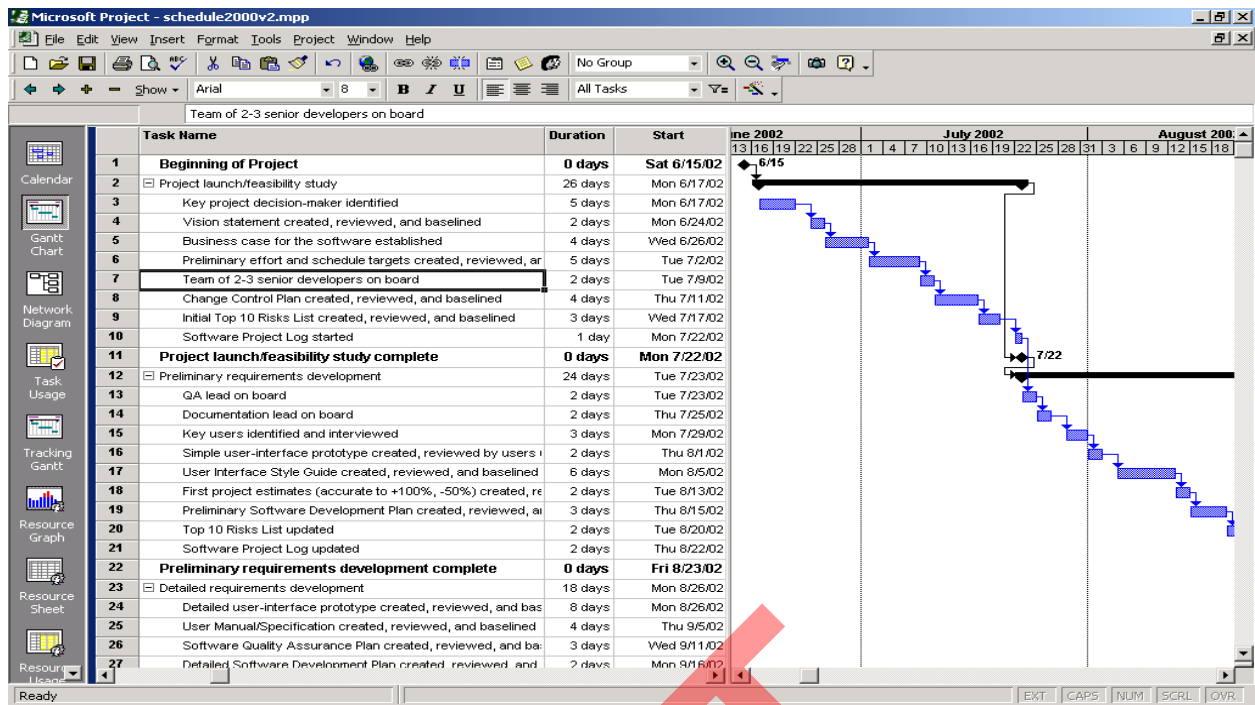 Microsoft Project - schedule2000v2.mpp
File Edit View Insert Format Tools Project Window Help
No Group
Show Arial 8 B I U All Tasks
Team of 2-3 senior developers on board
Task Name Duration Start ne 2002 July 2002 August 200
13 16 19 22 25 28 1 4 7 10 13 16 19 22 25 28 31 3 6 9 12 15 18
1 Beginning of Project 0 days Sat 6/15/02 6/15
2 Project launch/feasibility study 26 days Mon 6/17/02
3 Key project decision-maker identified 5 days Mon 6/17/02
4 Vision statement created, reviewed, and baselined 2 days Mon 6/24/02
5 Business case for the software established 4 days Wed 6/26/02
6 Preliminary effort and schedule targets created, reviewed, ar 5 days Tue 7/2/02
7 Team of 2-3 senior developers on board 2 days Tue 7/9/02
8 Change Control Plan created, reviewed, and baselined 4 days Thu 7/11/02
9 Initial Top 10 Risks List created, reviewed, and baselined 3 days Wed 7/17/02
10 Software Project Log started 1 day Mon 7/22/02
11 Project launch/feasibility study complete 0 days Mon 7/22/02 7/22
12 Preliminary requirements development 24 days Tue 7/23/02
13 QA lead on board 2 days Tue 7/23/02
14 Documentation lead on board 2 days Thu 7/25/02
15 Key users identified and interviewed 3 days Mon 7/29/02
16 Simple user-interface prototype created, reviewed by users 2 days Thu 8/1/02
17 User Interface Style Guide created, reviewed, and baselined 6 days Mon 8/5/02
18 First project estimates (accurate to +100%, -50%) created, re 2 days Tue 8/13/02
19 Preliminary Software Development Plan created, reviewed, a 3 days Thu 8/15/02
20 Top 10 Risks List updated 2 days Tue 8/20/02
21 Software Project Log updated 2 days Thu 8/22/02
22 Preliminary requirements development complete 0 days Fri 8/23/02
23 Detailed requirements development 18 days Mon 8/26/02
24 Detailed user-interface prototype created, reviewed, and bas 8 days Mon 8/26/02
25 User Manual/Specification created, reviewed, and baselined 4 days Thu 9/5/02
26 Software Quality Assurance Plan created, reviewed, and ba 3 days Wed 9/11/02
27 Detailed Software Development Plan created, reviewed, and 2 days Mon 9/16/02
Calendar
Gantt
Chart
Network
Diagram
Task
Usage
Tracking
Gantt
Resource
Graph
Resource
Sheet
Resour
Usage
Ready EXT CAPS NUM SCRL OVR